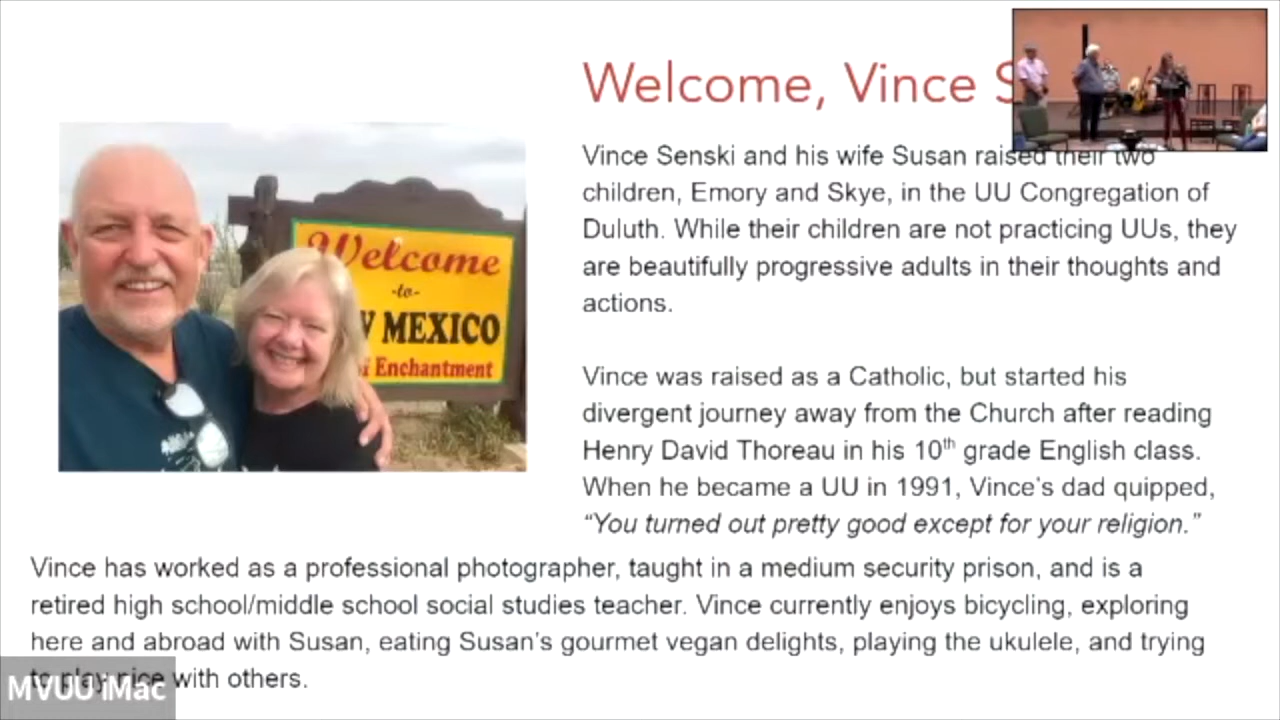 Welcome, Vince S
Vince Senski and his wife Susan raised their two
children, Emory and Skye, in the UU Congregation of
Duluth. While their children are not practicing UUs, they
are beautifully progressive adults in their thoughts and
actions.
Welcome
-to-
W MEXICO
Enchantment
Vince was raised as a Catholic, but started his
divergent journey away from the Church after reading
Henry David Thoreau in his 10th grade English class.
When he became a UU in 1991, Vince's dad quipped,
“You turned out pretty good except for your religion.”
Vince has worked as a professional photographer, taught in a medium security prison, and is a
retired high school/middle school social studies teacher. Vince currently enjoys bicycling, exploring
here and abroad with Susan, eating Susan's gourmet vegan delights, playing the ukulele, and trying
to play nice with others.
MVUU iMac